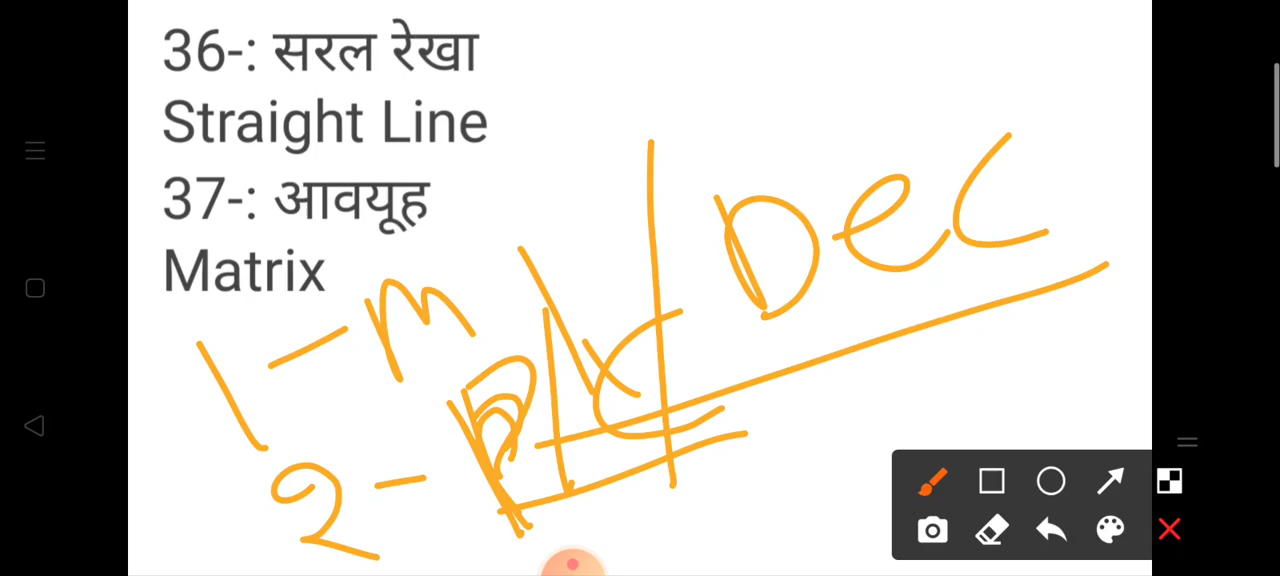 36-: सरल रेखा
Straight Line
37-: आवयूह
Matrix
1-m
Dec
2-